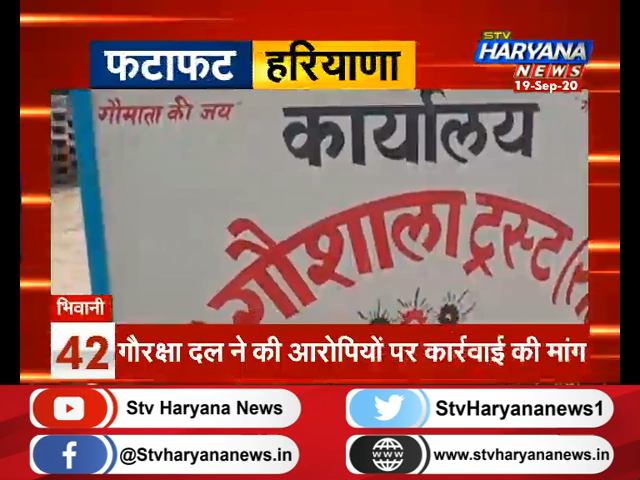 फटाफट हरियाणा
STV
HARYANA
NEWS
19-Sep-20
गौमाता की जय
कार्यालय
गौशाला ट्रस्ट
भिवानी
42 गौरक्षा दल ने की आरोपियों पर कार्रवाई की मांग
Stv Haryana News
StvHaryananews1
@Stvharyananews.in
www.stvharyananews.in